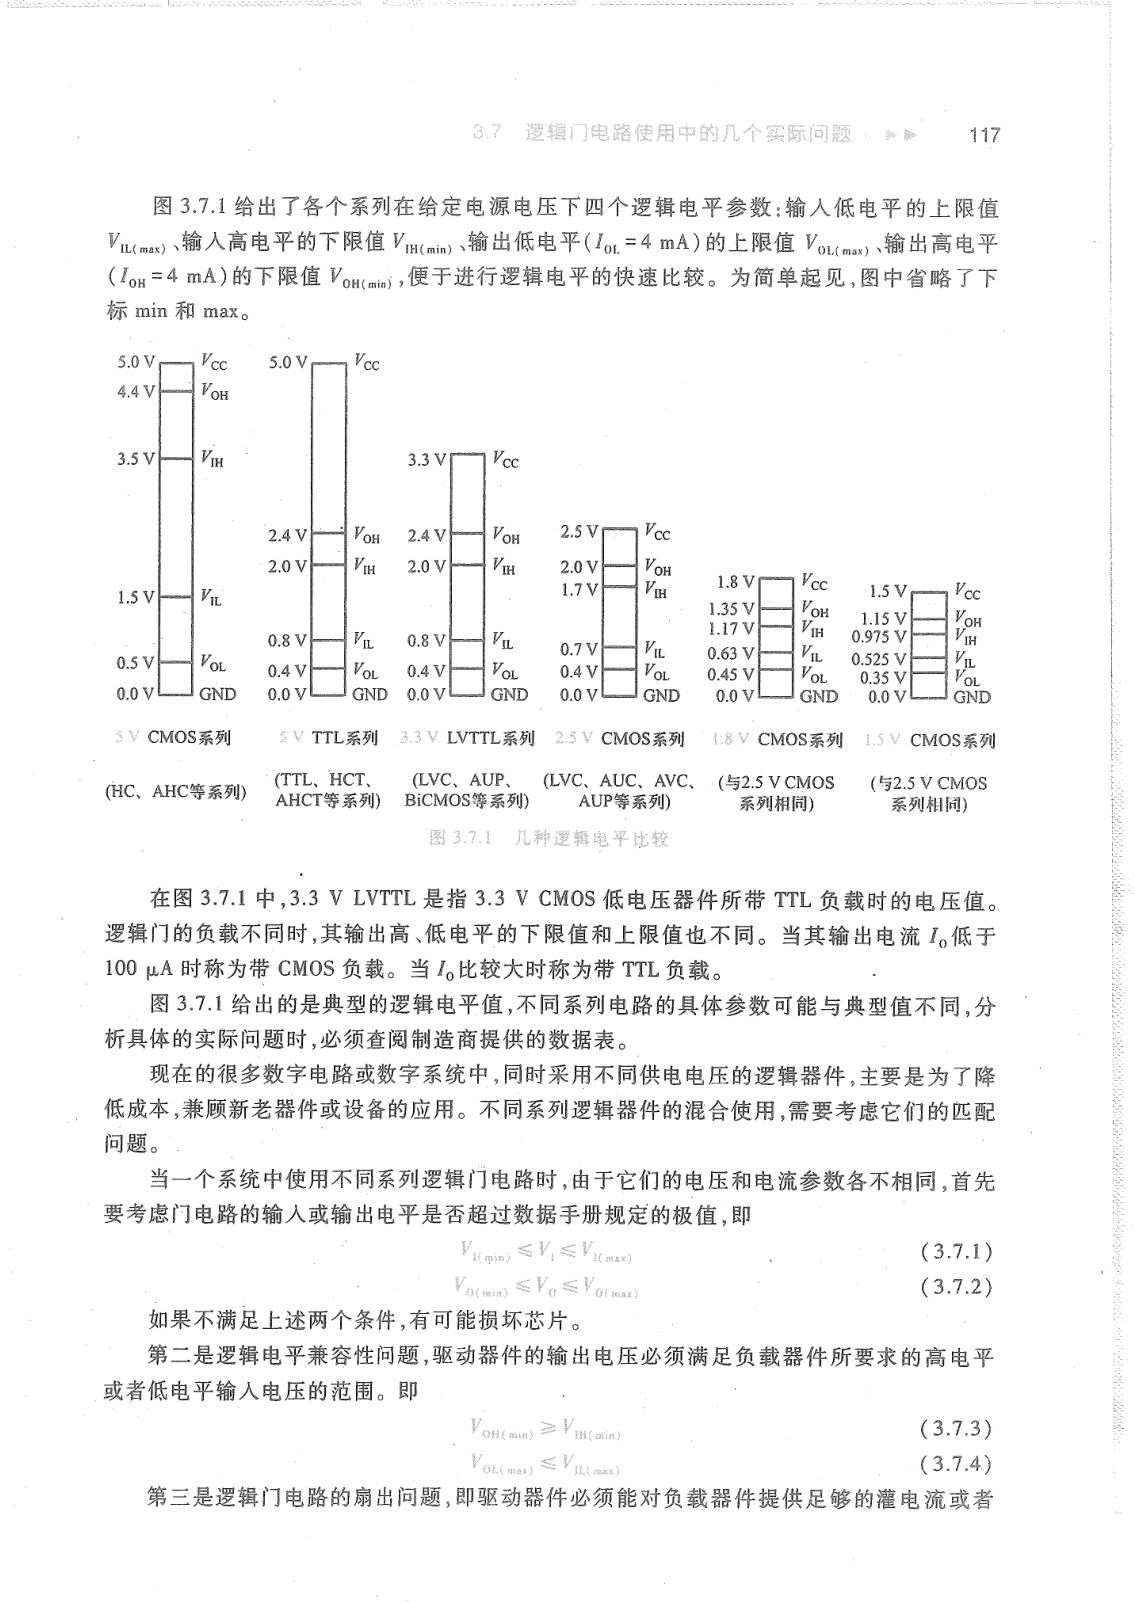 3.7 逻辑门电路使用中的几个实际问题 117
图 3.7.1 给出了各个系列在给定电源电压下四个逻辑电平参数:输入低电平的上限值
V_IL(max)、输入高电平的下限值 V_IH(min)、输出低电平(I_OL = 4 mA)的上限值 V_OL(max)、输出高电平
(I_OH = 4 mA)的下限值 V_OH(min),便于进行逻辑电平的快速比较。为简单起见,图中省略了下
标 min 和 max。
5.0 V V_CC
4.4 V V_OH
3.5 V V_IH
1.5 V V_IL
0.5 V V_OL
0.0 V GND
5 V CMOS系列
(HC、AHC等系列)
5.0 V V_CC
2.4 V V_OH
2.0 V V_IH
0.8 V V_IL
0.4 V V_OL
0.0 V GND
5 V TTL系列
(TTL、HCT、
AHCT等系列)
3.3 V V_CC
2.4 V V_OH
2.0 V V_IH
0.8 V V_IL
0.4 V V_OL
0.0 V GND
3.3 V LVTTL系列
(LVC、AUP、
BiCMOS等系列)
2.5 V V_CC
2.0 V V_OH
1.7 V V_IH
0.7 V V_IL
0.4 V V_OL
0.0 V GND
2.5 V CMOS系列
(LVC、AUC、AVC、
AUP等系列)
1.8 V V_CC
1.35 V V_OH
1.17 V V_IH
0.63 V V_IL
0.45 V V_OL
0.0 V GND
1.8 V CMOS系列
(与2.5 V CMOS
系列相同)
1.5 V V_CC
1.15 V V_OH
0.975 V V_IH
0.525 V V_IL
0.35 V V_OL
0.0 V GND
1.5 V CMOS系列
(与2.5 V CMOS
系列相同)
图 3.7.1 几种逻辑电平比较
在图 3.7.1 中,3.3 V LVTTL 是指 3.3 V CMOS 低电压器件所带 TTL 负载时的电压值。
逻辑门的负载不同时,其输出高、低电平的下限值和上限值也不同。当其输出电流 I_O低于
100 μA 时称为带 CMOS 负载。当 I_O比较大时称为带 TTL 负载。
图 3.7.1 给出的是典型的逻辑电平值,不同系列电路的具体参数可能与典型值不同,分
析具体的实际问题时,必须查阅制造商提供的数据表。
现在的很多数字电路或数字系统中,同时采用不同供电电压的逻辑器件,主要是为了降
低成本,兼顾新老器件或设备的应用。不同系列逻辑器件的混合使用,需要考虑它们的匹配
问题。
当一个系统中使用不同系列逻辑门电路时,由于它们的电压和电流参数各不相同,首先
要考虑门电路的输入或输出电平是否超过数据手册规定的极值,即
V_I(min) ≤ V_I ≤ V_I(max) (3.7.1)
V_O(min) ≤ V_O ≤ V_O(max) (3.7.2)
如果不满足上述两个条件,有可能损坏芯片。
第二是逻辑电平兼容性问题,驱动器件的输出电压必须满足负载器件所要求的高电平
或者低电平输入电压的范围。即
V_OH(min) ≥ V_IH(min) (3.7.3)
V_OL(max) ≤ V_IL(max) (3.7.4)
第三是逻辑门电路的扇出问题,即驱动器件必须能对负载器件提供足够的灌电流或者